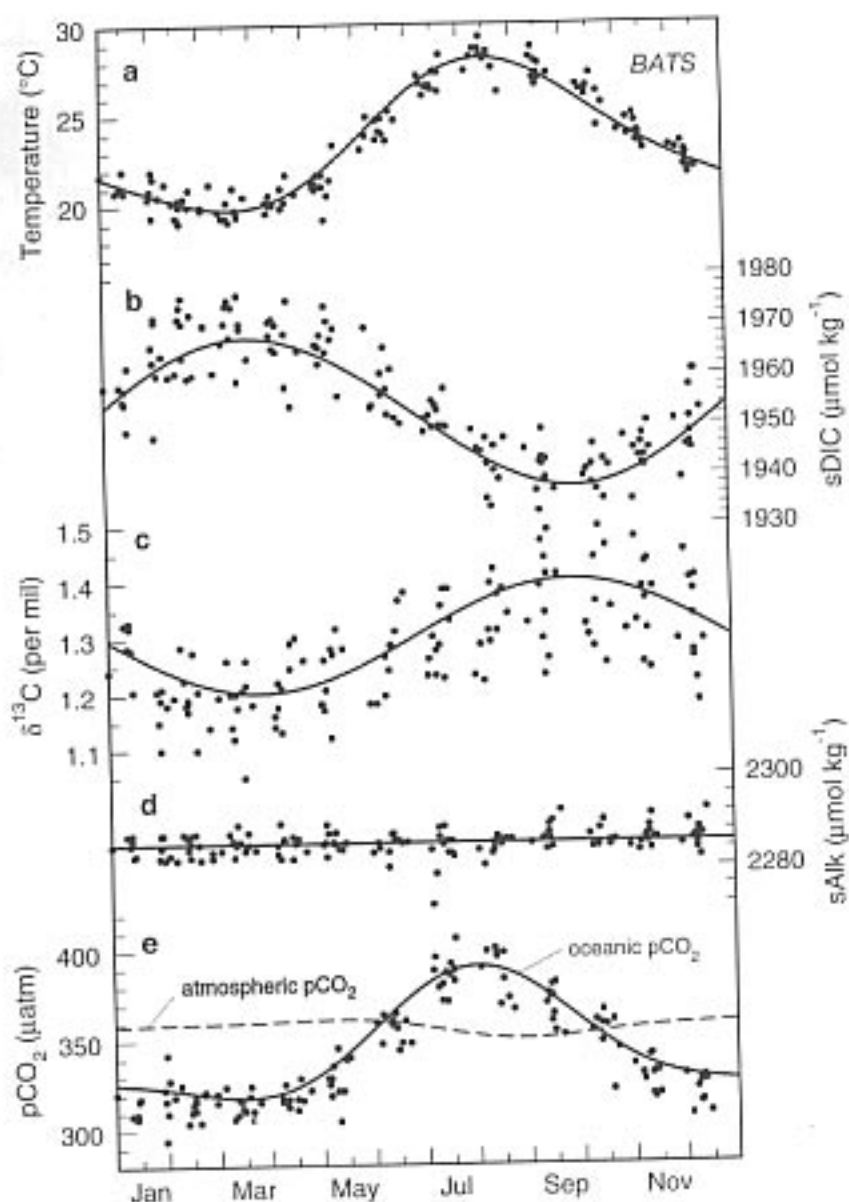 30
a
BATS
Temperature (°C)
25
20
1980
b
1970
1960
sDIC (µmol kg⁻¹)
1950
1940
1930
1.5
c
1.4
δ¹³C (per mil)
1.3
1.2
1.1
2300
d
sAlk (µmol kg⁻¹)
2280
e
400
oceanic pCO₂
atmospheric pCO₂
pCO₂ (µatm)
350
300
Jan Mar May Jul Sep Nov